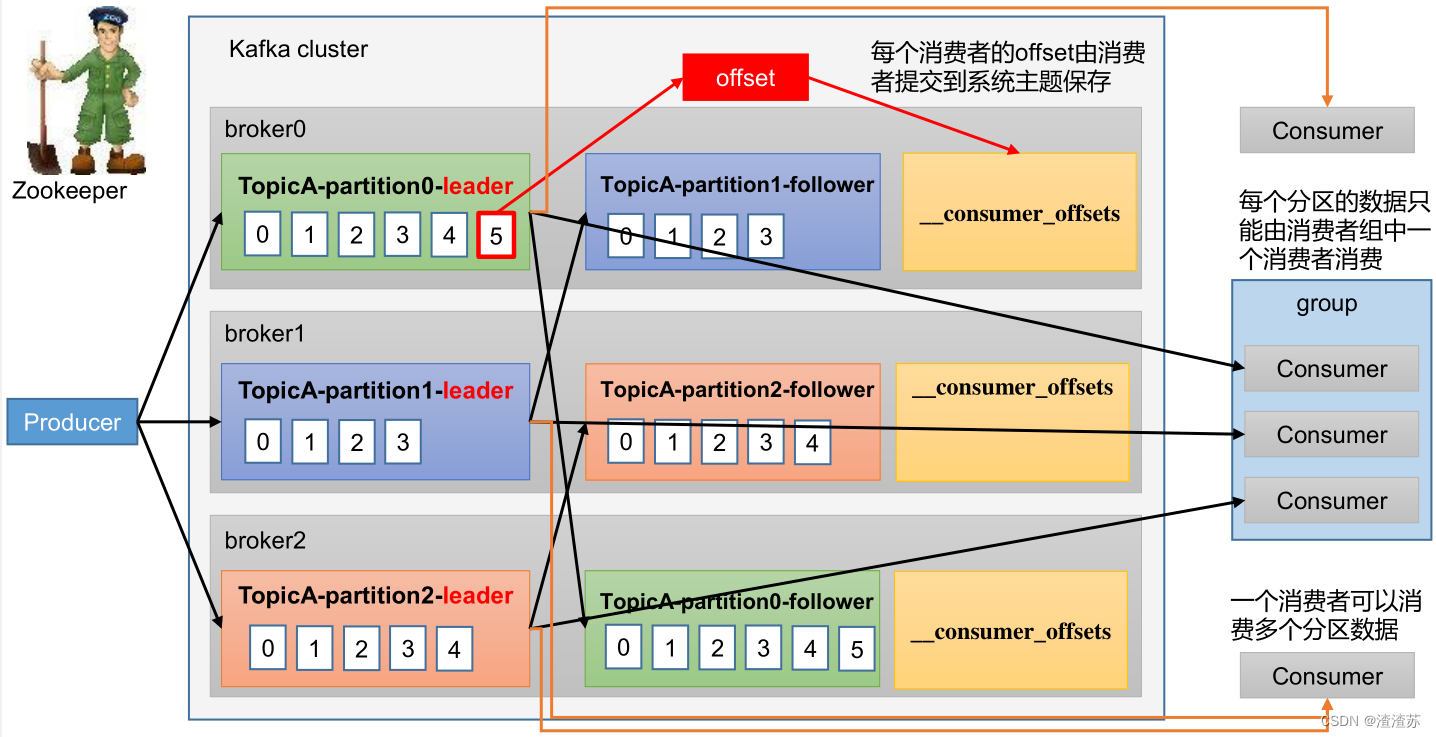 ZOO
Zookeeper
Kafka cluster
offset
每个消费者的offset由消费
者提交到系统主题保存
Consumer
broker0
TopicA-partition0-leader
0 1 2 3 4 5
TopicA-partition1-follower
0 1 2 3
__consumer_offsets
每个分区的数据只
能由消费者组中一
个消费者消费
group
Consumer
Consumer
Consumer
Producer
broker1
TopicA-partition1-leader
0 1 2 3
TopicA-partition2-follower
0 1 2 3 4
__consumer_offsets
broker2
TopicA-partition2-leader
0 1 2 3 4
TopicA-partition0-follower
0 1 2 3 4 5
__consumer_offsets
一个消费者可以消
费多个分区数据
Consumer
CSDN @渣渣苏